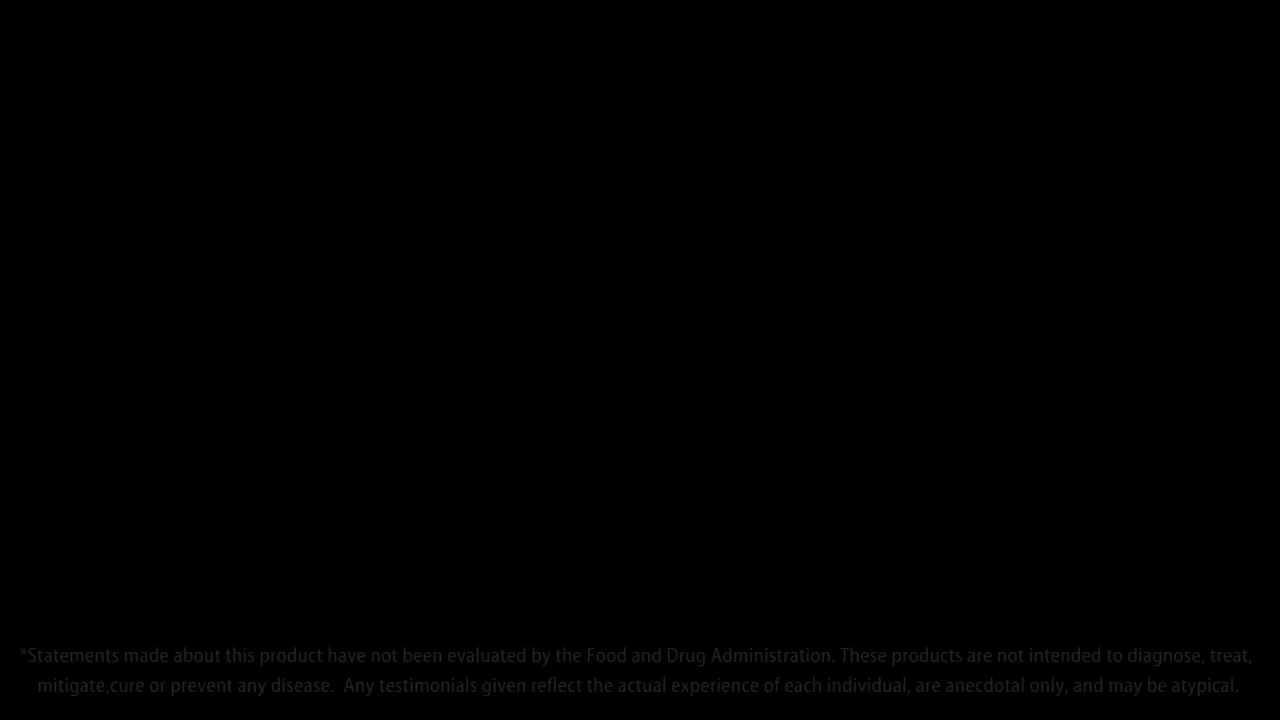 *Statements made about this product have not been evaluated by the Food and Drug Administration. These products are not intended to diagnose, treat,
mitigate,cure or prevent any disease.  Any testimonials given reflect the actual experience of each individual, are anecdotal only, and may be atypical.